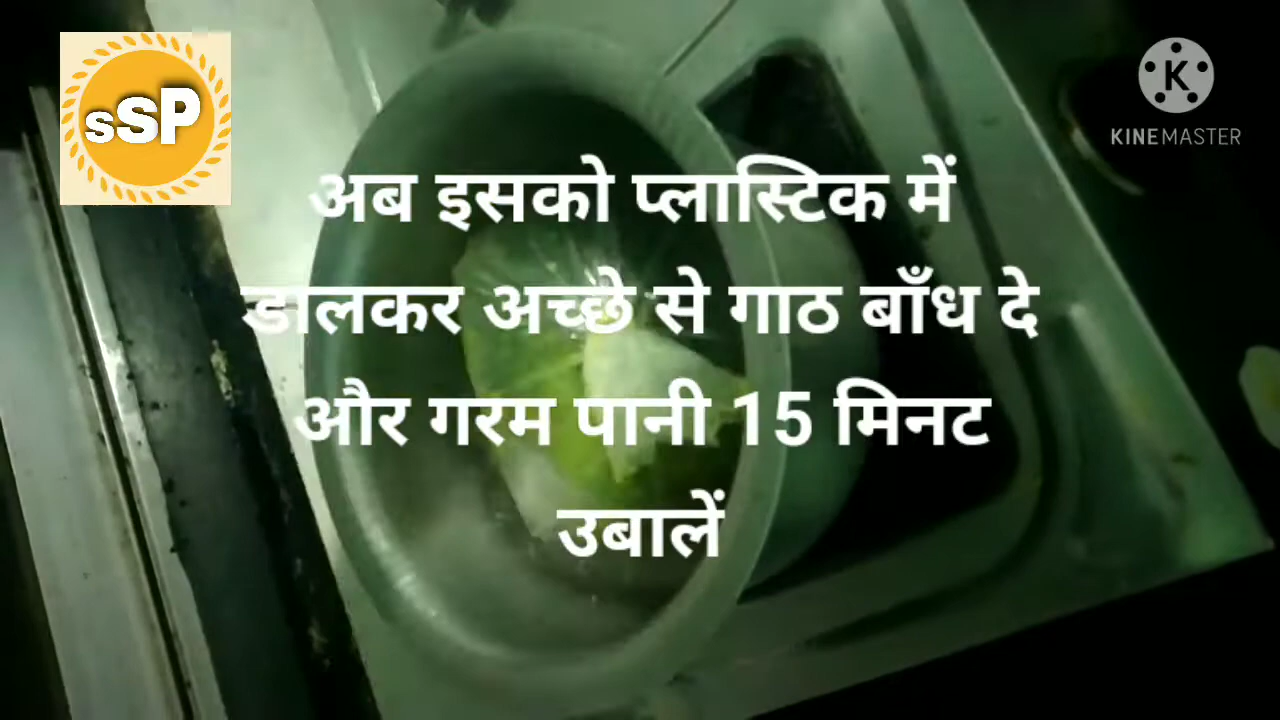 sSP
K
KINEMASTER
अब इसको प्लास्टिक में
डालकर अच्छे से गाठ बाँध दे
और गरम पानी 15 मिनट
उबालें